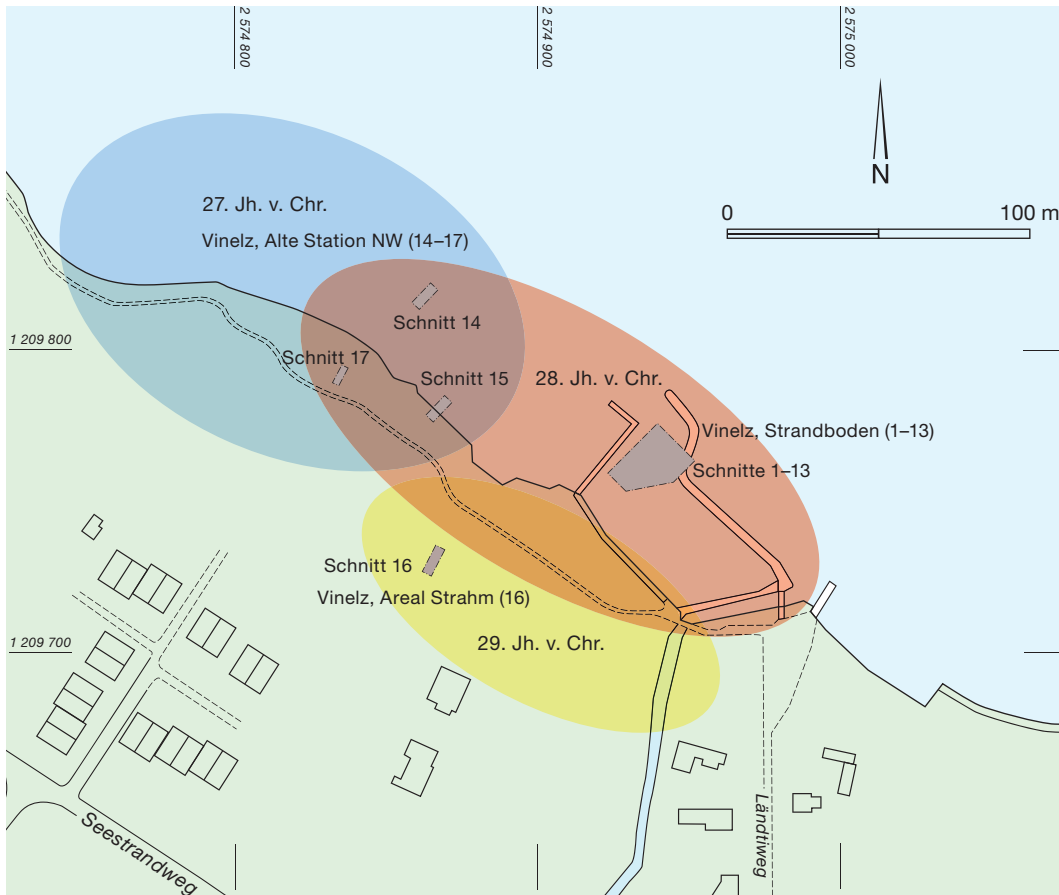 2 574 800
2 574 900
2 575 000
N
0 100 m
27. Jh. v. Chr.
Vinelz, Alte Station NW (14–17)
Schnitt 14
1 209 800
Schnitt 17
Schnitt 15
28. Jh. v. Chr.
Vinelz, Strandboden (1–13)
Schnitte 1–13
Schnitt 16
Vinelz, Areal Strahm (16)
29. Jh. v. Chr.
1 209 700
Seestrandweg
Ländtiweg